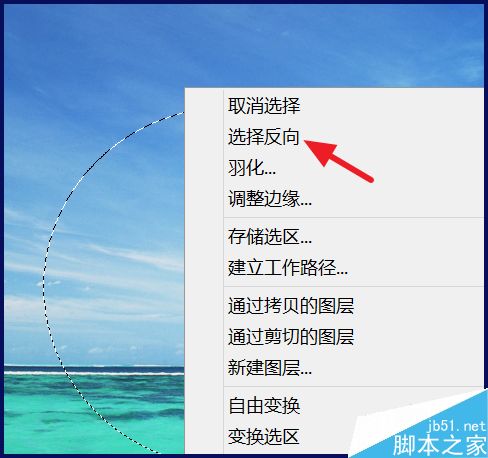 取消选择
选择反向
羽化...
调整边缘...
存储选区...
建立工作路径...
通过拷贝的图层
通过剪切的图层
新建图层...
自由变换
变换选区
jb51.net
脚本之家